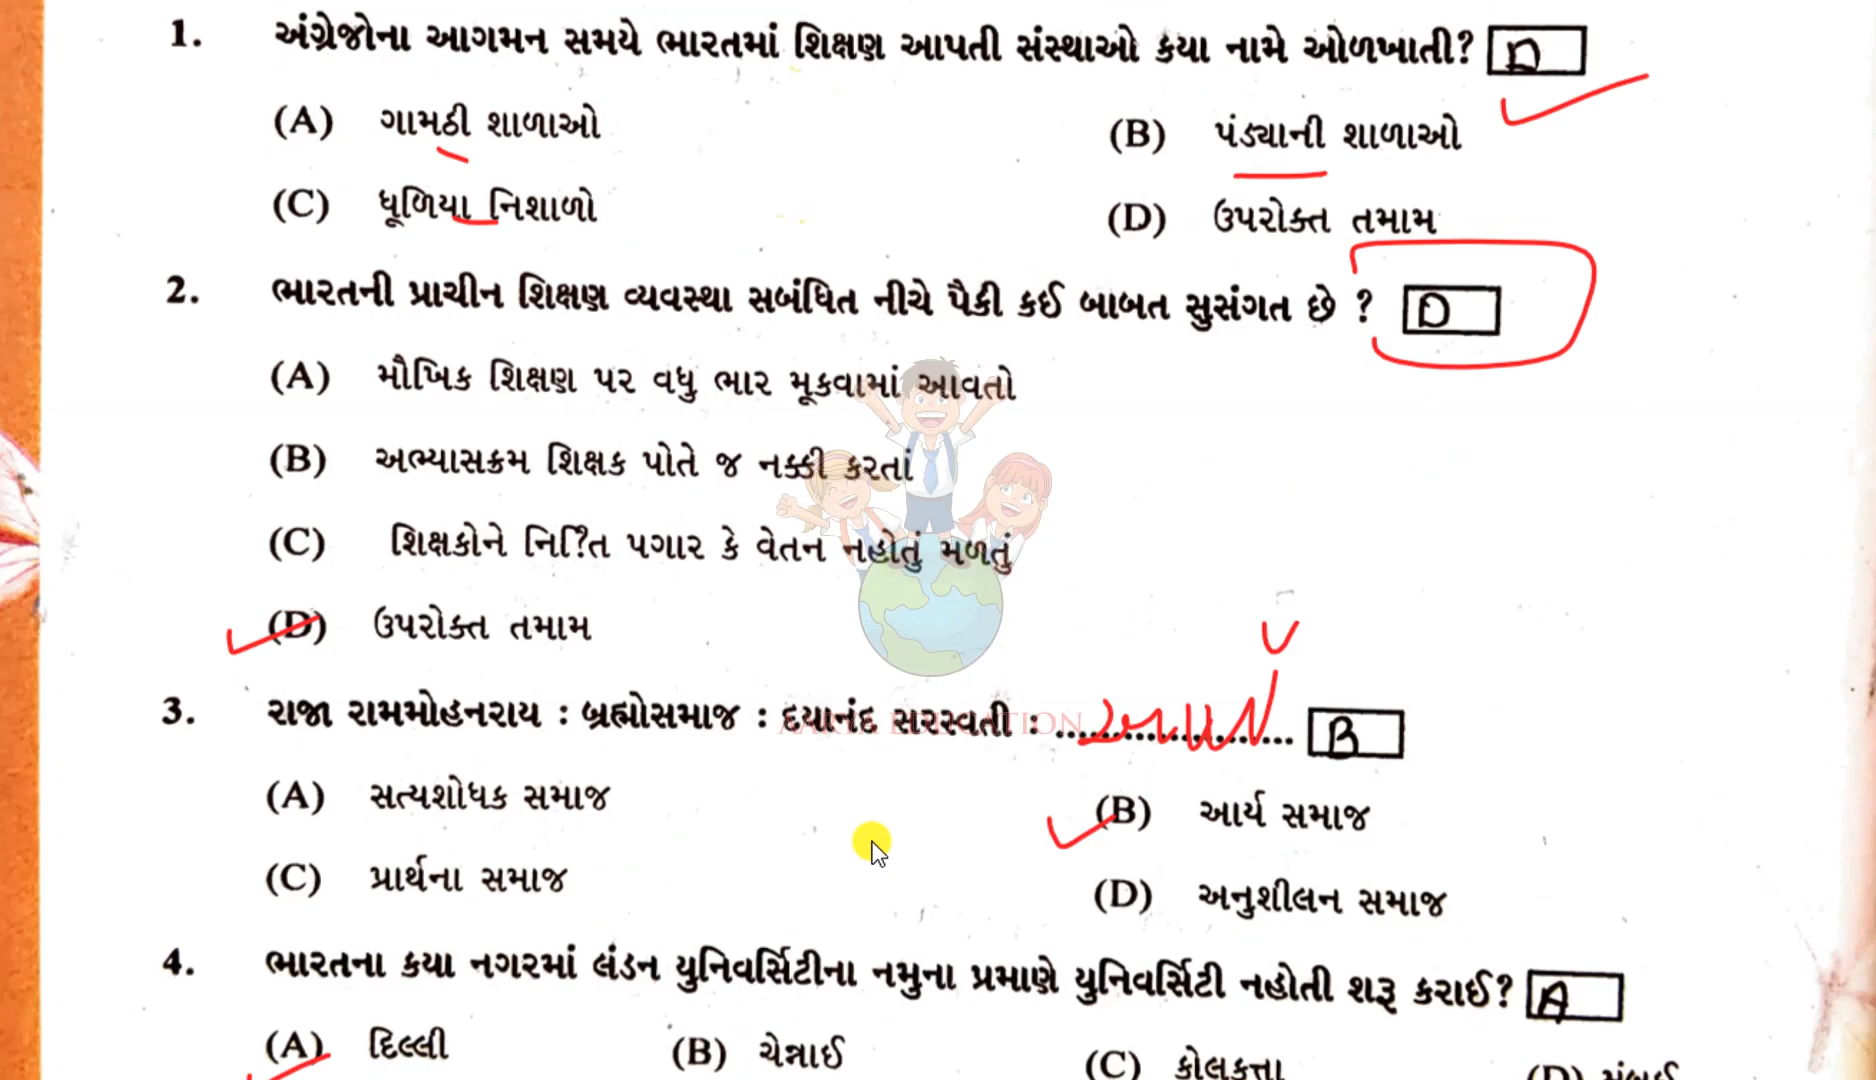 1. અંગ્રેજોના આગમન સમયે ભારતમાં શિક્ષણ આપતી સંસ્થાઓ કયા નામે ઓળખાતી? D
(A) ગામઠી શાળાઓ (B) પંડ્યાની શાળાઓ
(C) ધૂળિયા નિશાળો (D) ઉપરોક્ત તમામ
2. ભારતની પ્રાચીન શિક્ષણ વ્યવસ્થા સબંધિત નીચે પૈકી કઈ બાબત સુસંગત છે ? D
(A) મૌખિક શિક્ષણ પર વધુ ભાર મૂકવામાં આવતો
(B) અભ્યાસક્રમ શિક્ષક પોતે જ નક્કી કરતાં
(C) શિક્ષકોને નિિ?ત પગાર કે વેતન નહોતું મળતું
(D) ઉપરોક્ત તમામ
3. રાજા રામમોહનરાય : બ્રહ્મોસમાજ : દયાનંદ સરસ્વતી : ........................ B
AARYA EDUCATION
(A) સત્યશોધક સમાજ (B) આર્ય સમાજ
(C) પ્રાર્થના સમાજ (D) અનુશીલન સમાજ
4. ભારતના કયા નગરમાં લંડન યુનિવર્સિટીના નમુના પ્રમાણે યુનિવર્સિટી નહોતી શરૂ કરાઈ? A
(A) દિલ્લી (B) ચેન્નાઈ (C) કોલકત્તા (D) મુંબઈ